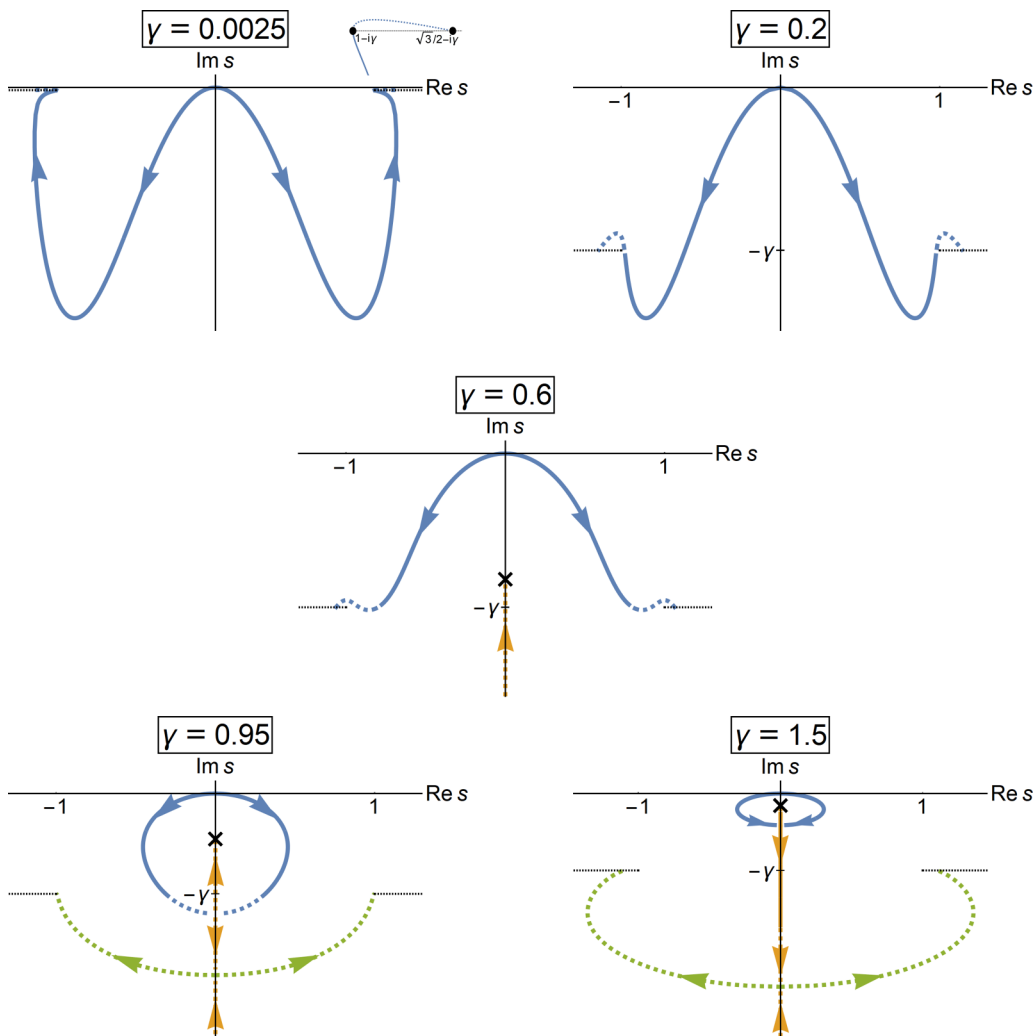 γ = 0.0025
Im s
Re s
1-iγ
√3/2-iγ
γ = 0.2
Im s
Re s
−1
1
−γ
γ = 0.6
Im s
Re s
−1
1
−γ
γ = 0.95
Im s
Re s
−1
1
−γ
γ = 1.5
Im s
Re s
−1
1
−γ